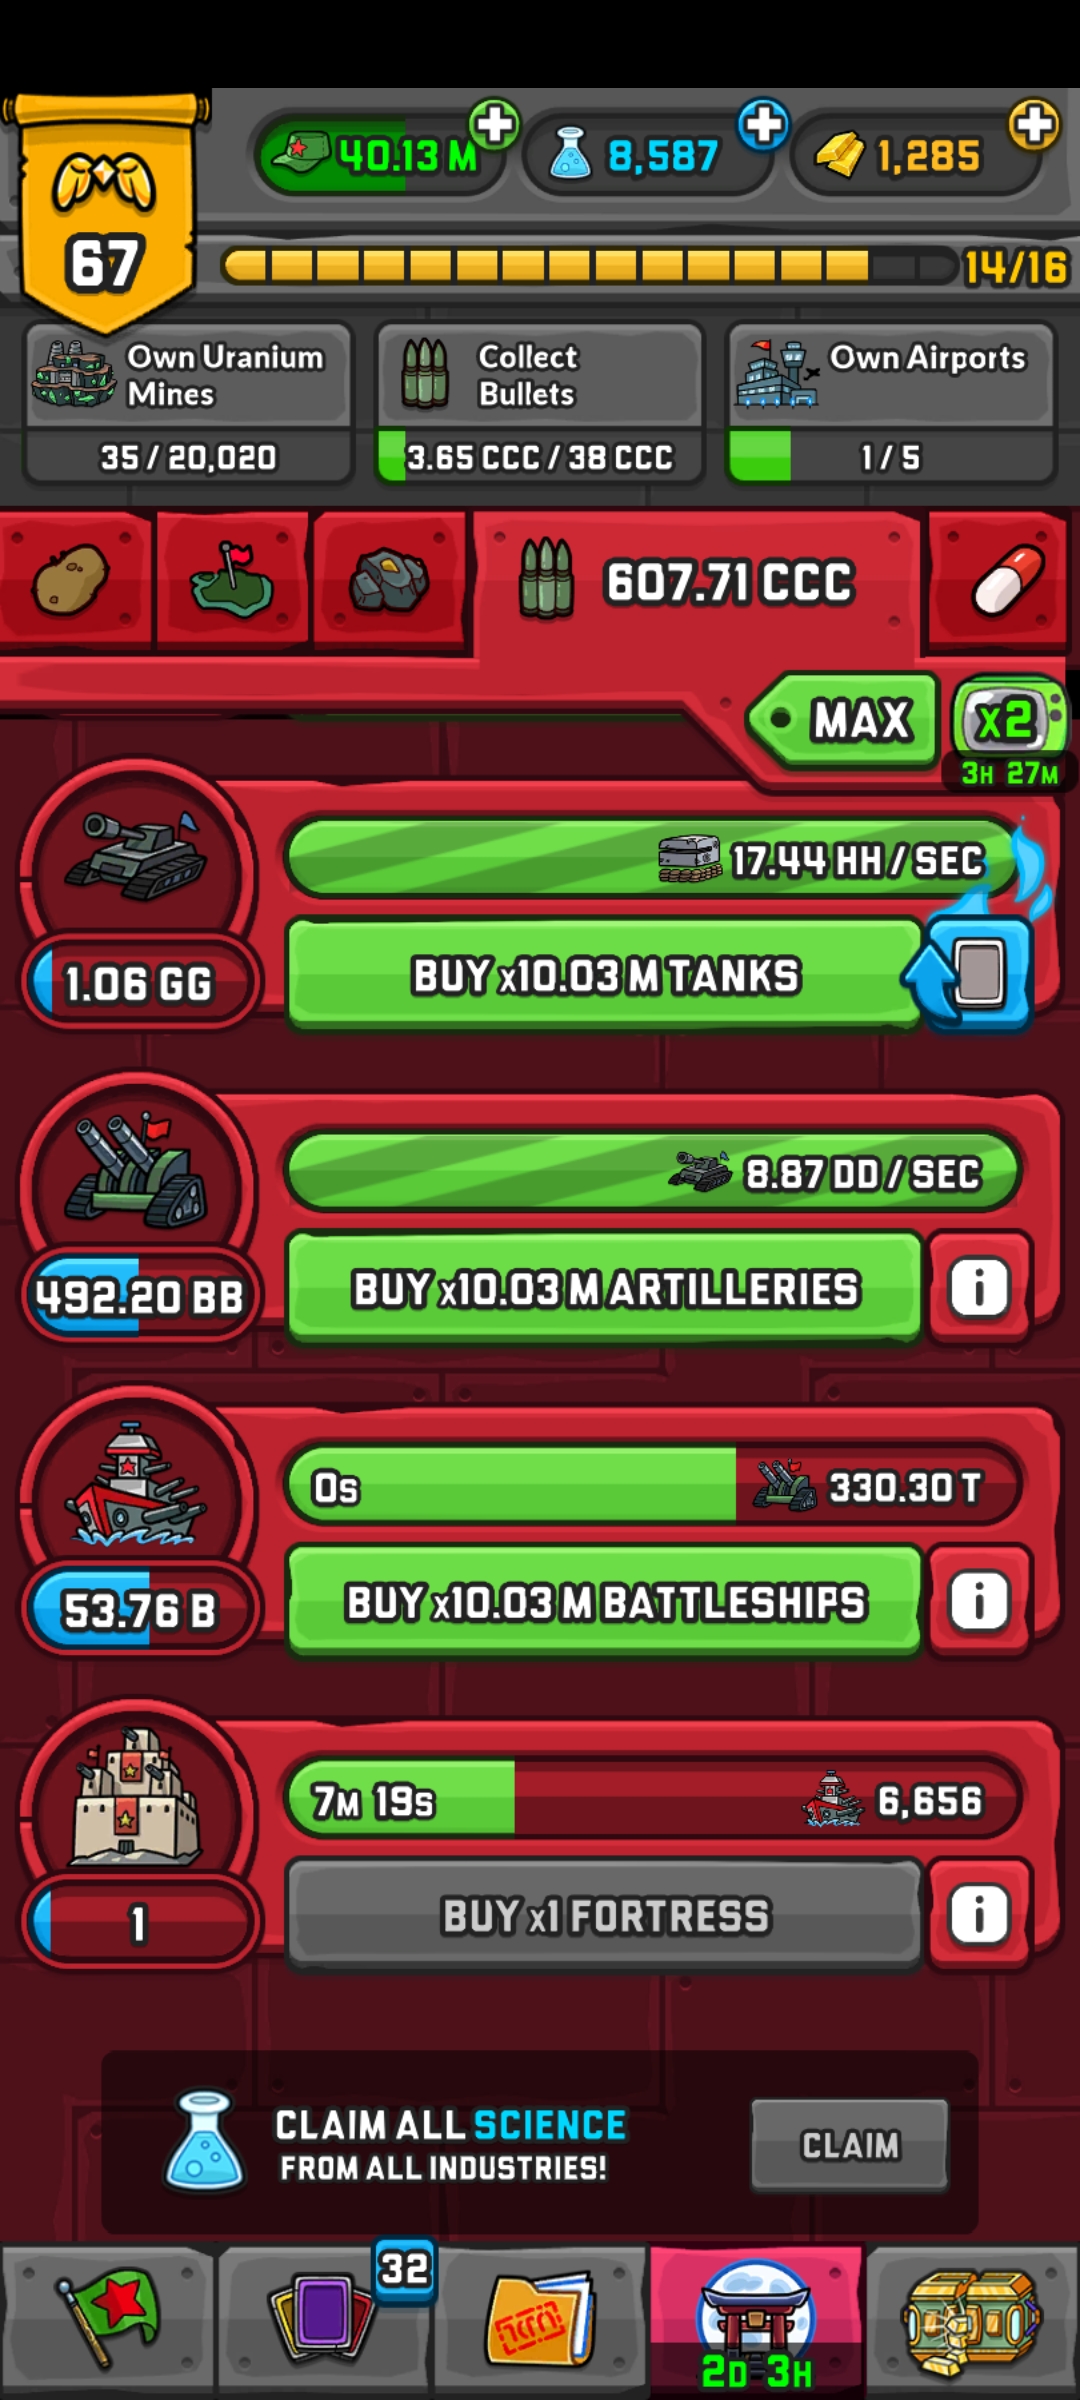 40.13 M
8,587
1,285
67
14/16
Own Uranium
Mines
35 / 20,020
Collect
Bullets
3.65 CCC / 38 CCC
Own Airports
1 / 5
607.71 CCC
MAX
x2
3H 27M
17.44 HH / SEC
1.06 GG
BUY x10.03 M TANKS
8.87 DD / SEC
492.20 BB
BUY x10.03 M ARTILLERIES
i
0s
330.30 T
53.76 B
BUY x10.03 M BATTLESHIPS
i
7M 19s
6,656
1
BUY x1 FORTRESS
i
CLAIM ALL SCIENCE
FROM ALL INDUSTRIES!
CLAIM
32
2D 3H